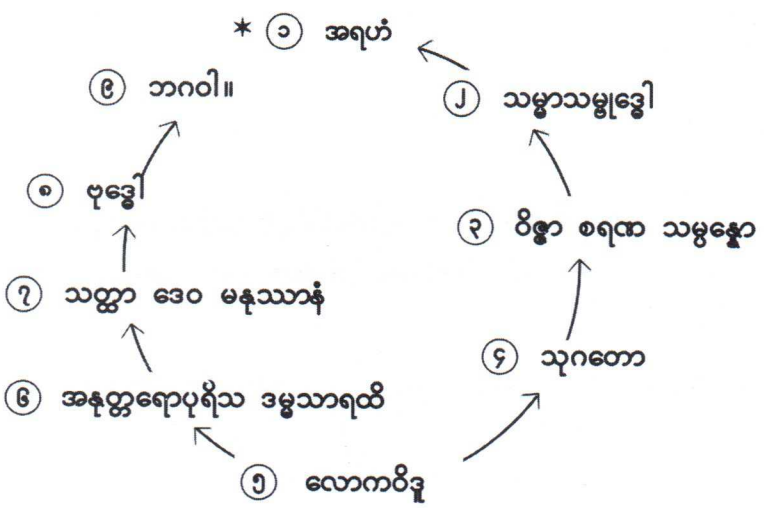 * ၁ အရဟံ
၂ သမ္မာသမ္ဗုဒ္ဓေါ
၃ ဝိဇ္ဇာ စရဏ သမ္ပန္နော
၄ သုဂတော
၅ လောကဝိဒူ
၆ အနုတ္တရောပုရိသ ဒမ္မသာရထိ
၇ သတ္ထာ ဒေဝ မနုဿာနံ
၈ ဗုဒ္ဓေါ
၉ ဘဂဝါ။